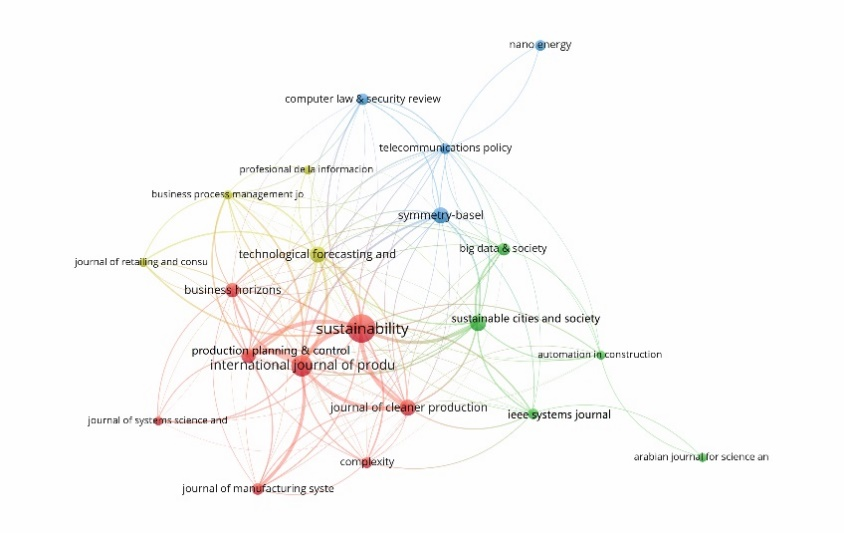 nano energy
computer law & security review
telecommunications policy
profesional de la informacion
business process management jo
symmetry-basel
big data & society
technological forecasting and
journal of retailing and consu
business horizons
sustainable cities and society
sustainability
production planning & control
automation in construction
international journal of produ
journal of cleaner production
ieee systems journal
journal of systems science and
arabian journal for science an
complexity
journal of manufacturing syste